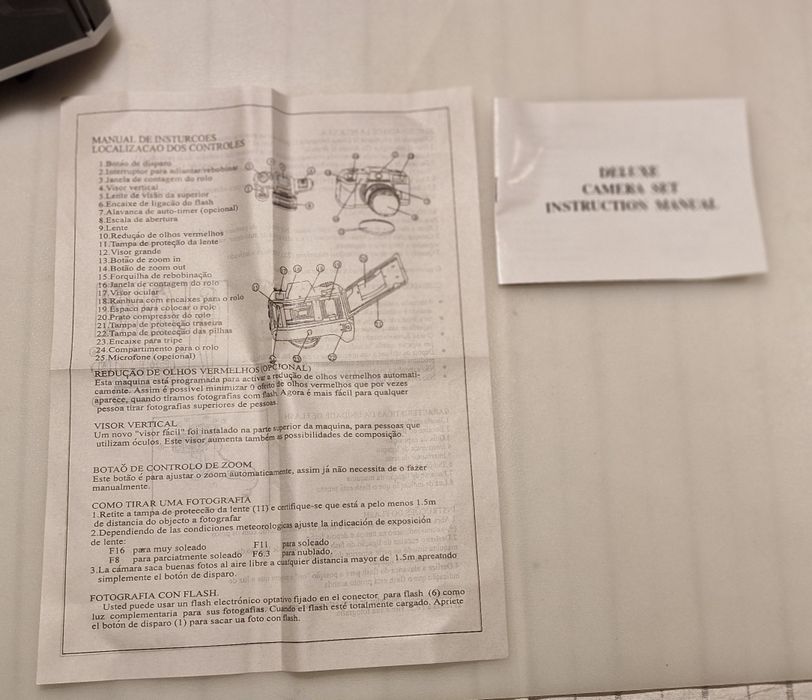 MANUAL DE INSTURCOES
LOCALIZACAO DOS CONTROLES
1.Botão de disparo
2.Interruptor para adiantar/rebobinar
3.Janela de contagem do rolo
4.Visor vertical
5.Lente de visão da superior
6.Encaixe de ligação do flash
7.Alavanca de auto-timer (opcional)
8.Escala de abertura
9.Lente
10.Redução de olhos vermelhos
11.Tampa de proteção da lente
12.Visor grande
13.Botão de zoom in
14.Botão de zoom out
15.Forquilha de rebobinação
16.Janela de contagem do rolo
17.Visor ocular
18.Ranhura com encaixes para o rolo
19.Espaço para colocar o rolo
20.Prato compressor do rolo
21.Tampa de protecção traseira
22.Tampa de protecção das pilhas
23.Encaixe para tripe
24.Compartimento para o rolo
25.Microfone (opcional)
REDUÇÃO DE OLHOS VERMELHOS(OPCIONAL)
Esta maquina está programada para active a redução de olhos vermelhos automati-
camente. Assim é possivel minimizar o efeito de olhos vermelhos que por vezes
aparece, quando tiramos fotografias com flash. Agora é mais fácil para qualquer
pessoa tirar fotografias superiores de pessoas.
VISOR VERTICAL
Um novo "visor fácil" foi instalado na parte superior da maquina, para pessoas que
utilizam óculos. Este visor aumenta também as possibilidades de composição.
BOTAÕ DE CONTROLO DE ZOOM
Este botão é para ajustar o zoom automaticamente, assim já não necessita de o fazer
manualmente.
COMO TIRAR UMA FOTOGRAFIA
1.Retite a tampa de protecção da lente (11) e certifique-se que está a pelo menos 1.5m
de distancia do objecto a fotografar
2.Dependiendo de las condiciones meteorologicas ajuste la indicación de exposición
de lente:
F16 para muy soleado F11 para soleado
F8 para parciatmente soleado F6.3 para nublado.
3.La cámara saca buenas fotos al aire libre a cualquier distancia mayor de 1.5m apreatndo
simplemente el botón de disparo.
FOTOGRAFIA CON FLASH.
Usted puede usar un flash electrónico optativo fijado en el conector para flash (6) como
luz complementaria para sus fotogafias. Cuando el flash esté totalmente cargado. Apriete
el botón de disparo (1) para sacar ua foto con flash.
DELUXE
CAMERA SET
INSTRUCTION MANUAL